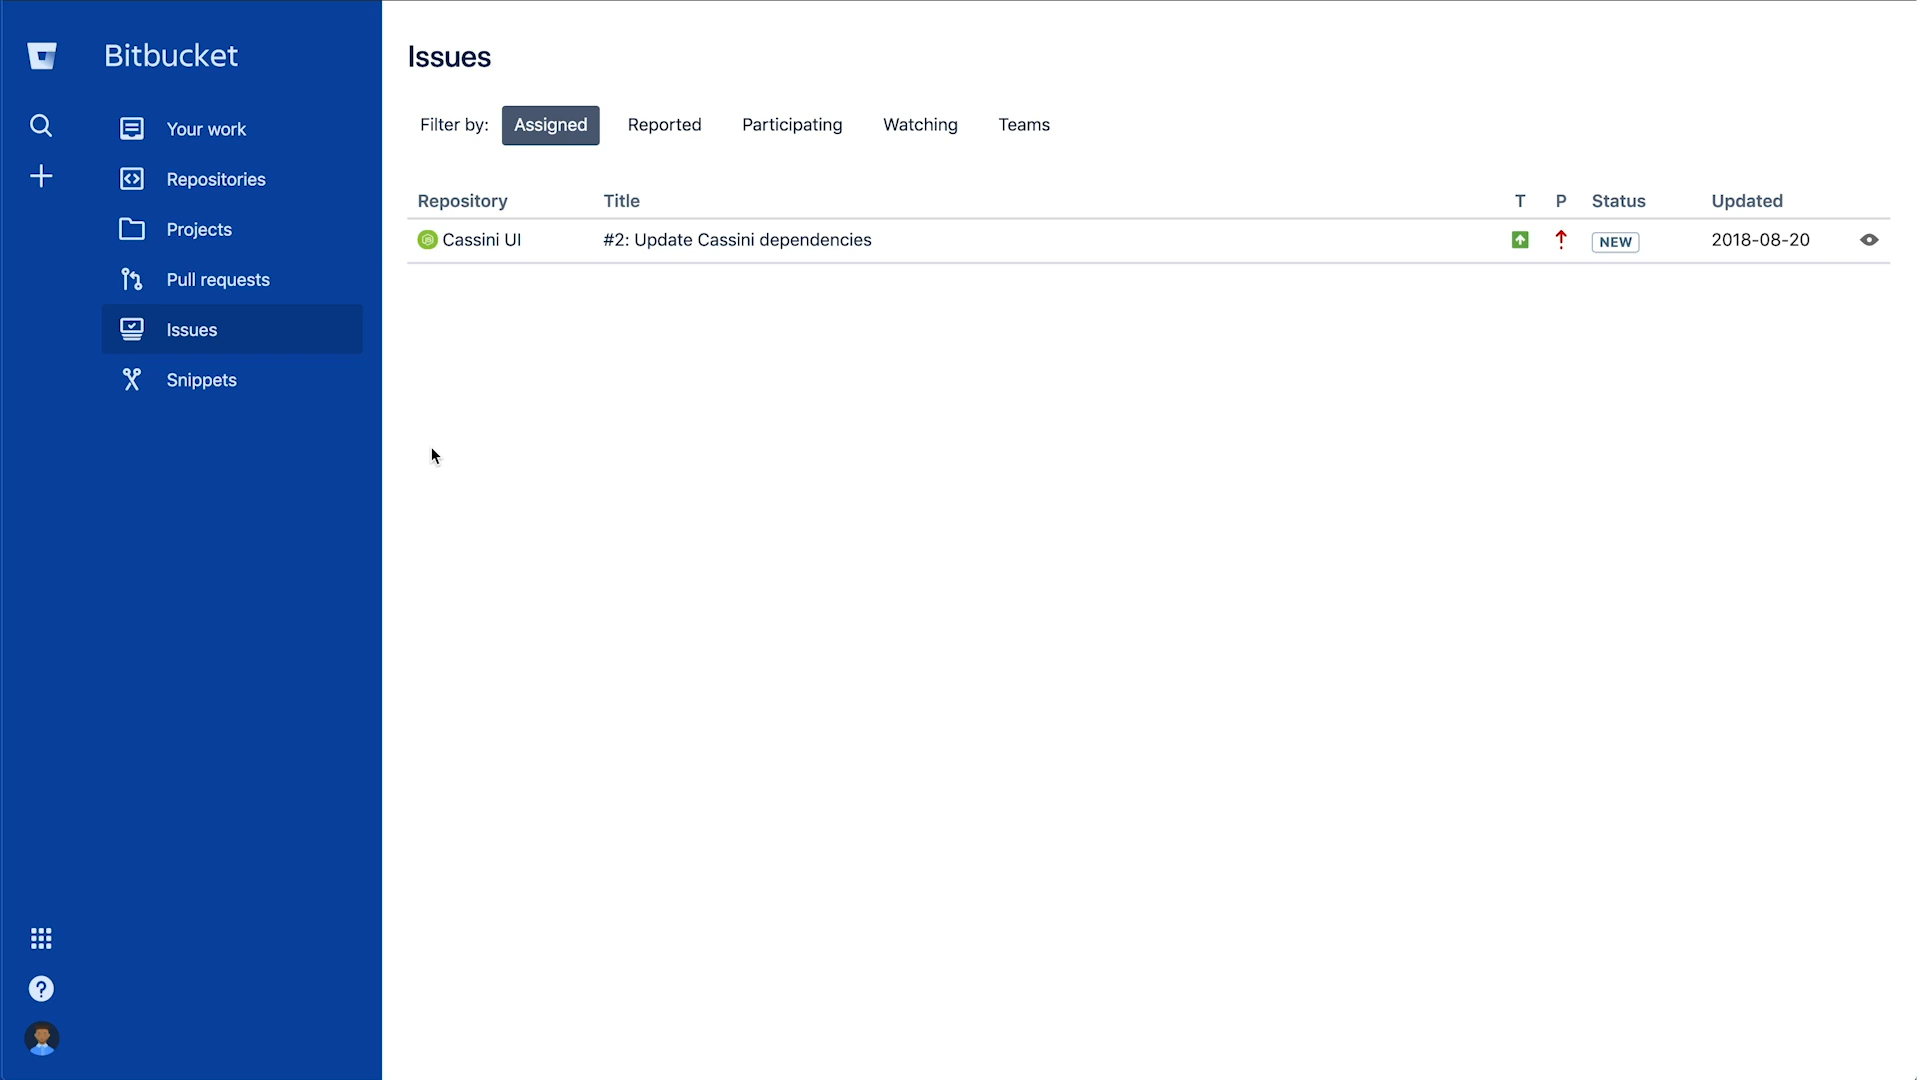 Bitbucket
Your work
Repositories
Projects
Pull requests
Issues
Snippets
?
Issues
Filter by: Assigned Reported Participating Watching Teams
Repository Title T P Status Updated
Cassini UI #2: Update Cassini dependencies NEW 2018-08-20